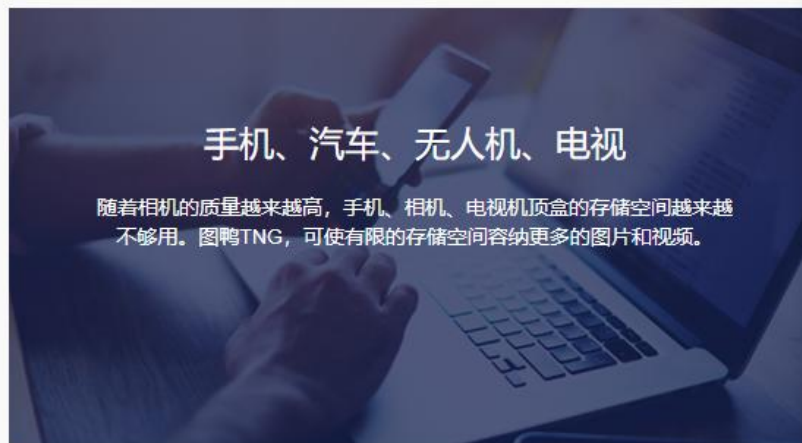 手机、汽车、无人机、电视
随着相机的质量越来越高，手机、相机、电视机顶盒的存储空间越来越
不够用。图鸭TNG，可使有限的存储空间容纳更多的图片和视频。